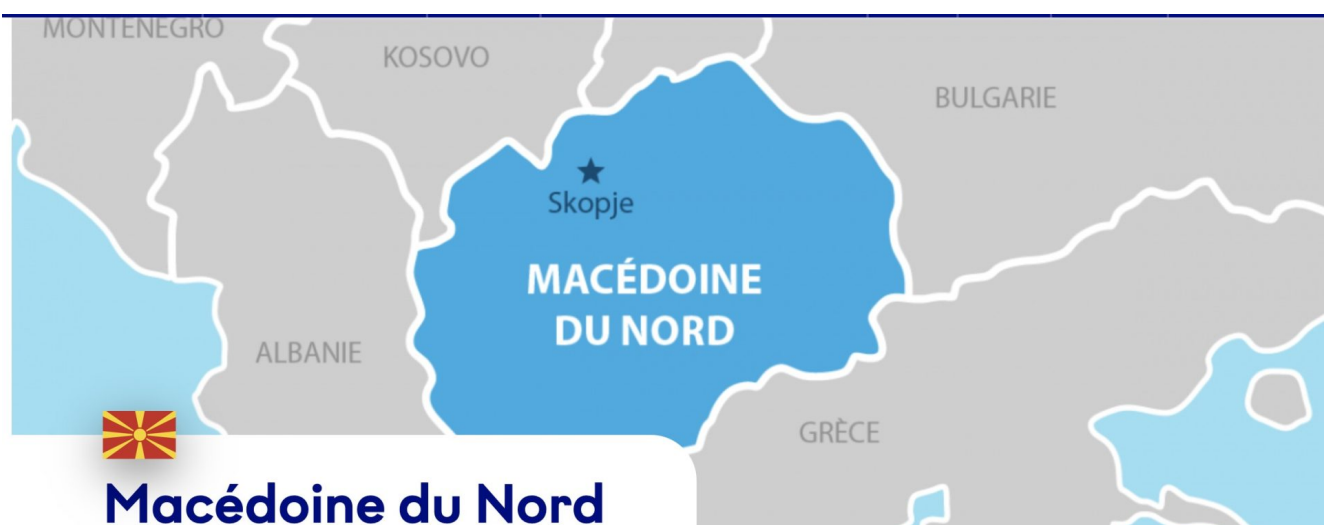 MONTENEGRO
KOSOVO
BULGARIE
Skopje
MACÉDOINE
DU NORD
ALBANIE
GRÈCE
Macédoine du Nord